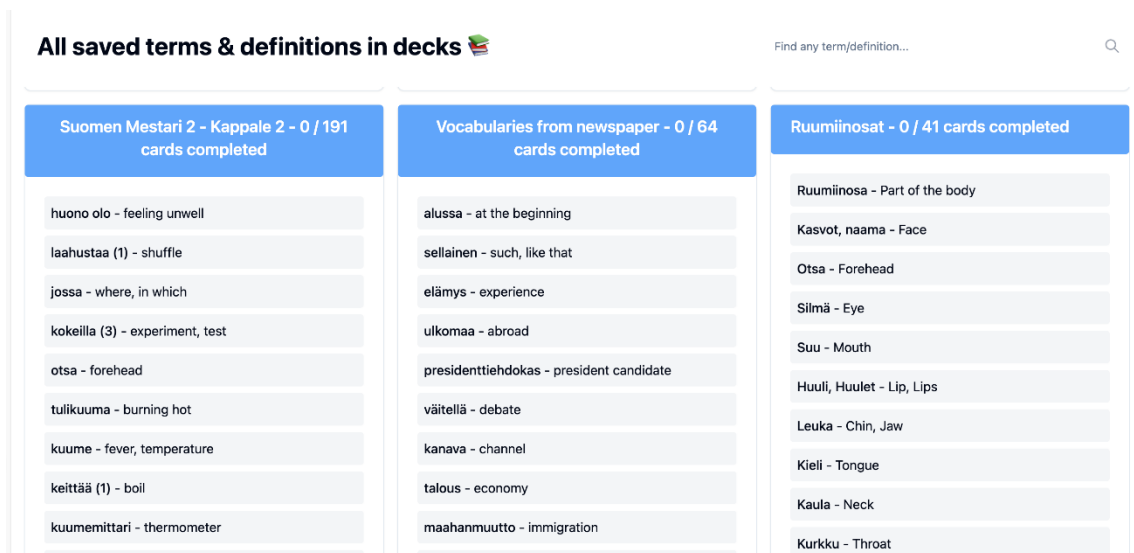 All saved terms & definitions in decks 📚
Find any term/definition...
Suomen Mestari 2 - Kappale 2 - 0 / 191
cards completed
huono olo - feeling unwell
laahustaa (1) - shuffle
jossa - where, in which
kokeilla (3) - experiment, test
otsa - forehead
tulikuuma - burning hot
kuume - fever, temperature
keittää (1) - boil
kuumemittari - thermometer
Vocabularies from newspaper - 0 / 64
cards completed
alussa - at the beginning
sellainen - such, like that
elämys - experience
ulkomaa - abroad
presidenttiehdokas - president candidate
väitellä - debate
kanava - channel
talous - economy
maahanmuutto - immigration
Ruumiinosat - 0 / 41 cards completed
Ruumiinosa - Part of the body
Kasvot, naama - Face
Otsa - Forehead
Silmä - Eye
Suu - Mouth
Huuli, Huulet - Lip, Lips
Leuka - Chin, Jaw
Kieli - Tongue
Kaula - Neck
Kurkku - Throat